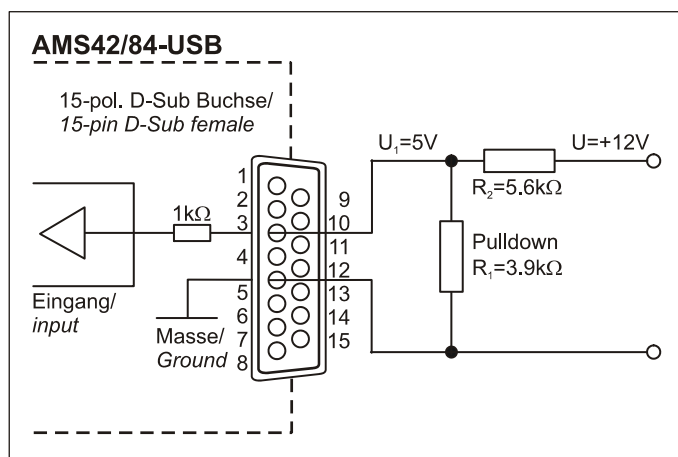 AMS42/84-USB
15-pol. D-Sub Buchse/
15-pin D-Sub female
U₁=5V
U=+12V
1
2
3
4
5
6
7
8
9
10
11
12
13
14
15
1kΩ
R₂=5.6kΩ
Pulldown
R₁=3.9kΩ
Eingang/
input
Masse/
Ground